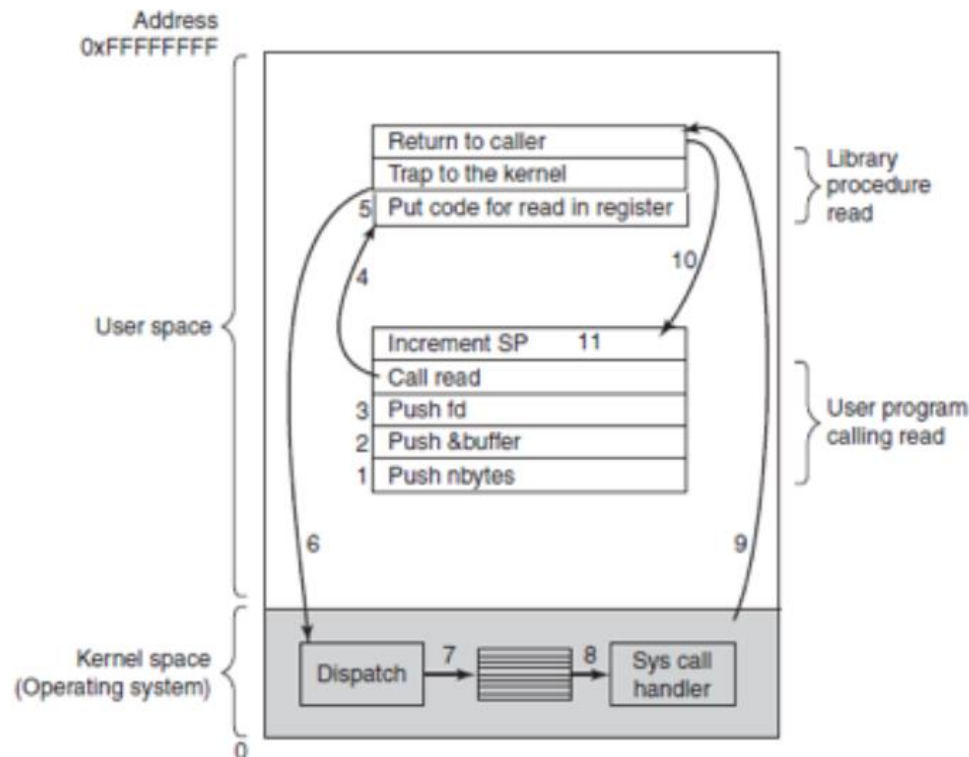 Address
0xFFFFFFFF
Return to caller
Trap to the kernel
5 Put code for read in register
Library
procedure
read
4
10
User space
Increment SP 11
Call read
3 Push fd
2 Push &buffer
1 Push nbytes
User program
calling read
6
9
Kernel space
(Operating system)
Dispatch
7
8
Sys call
handler
0